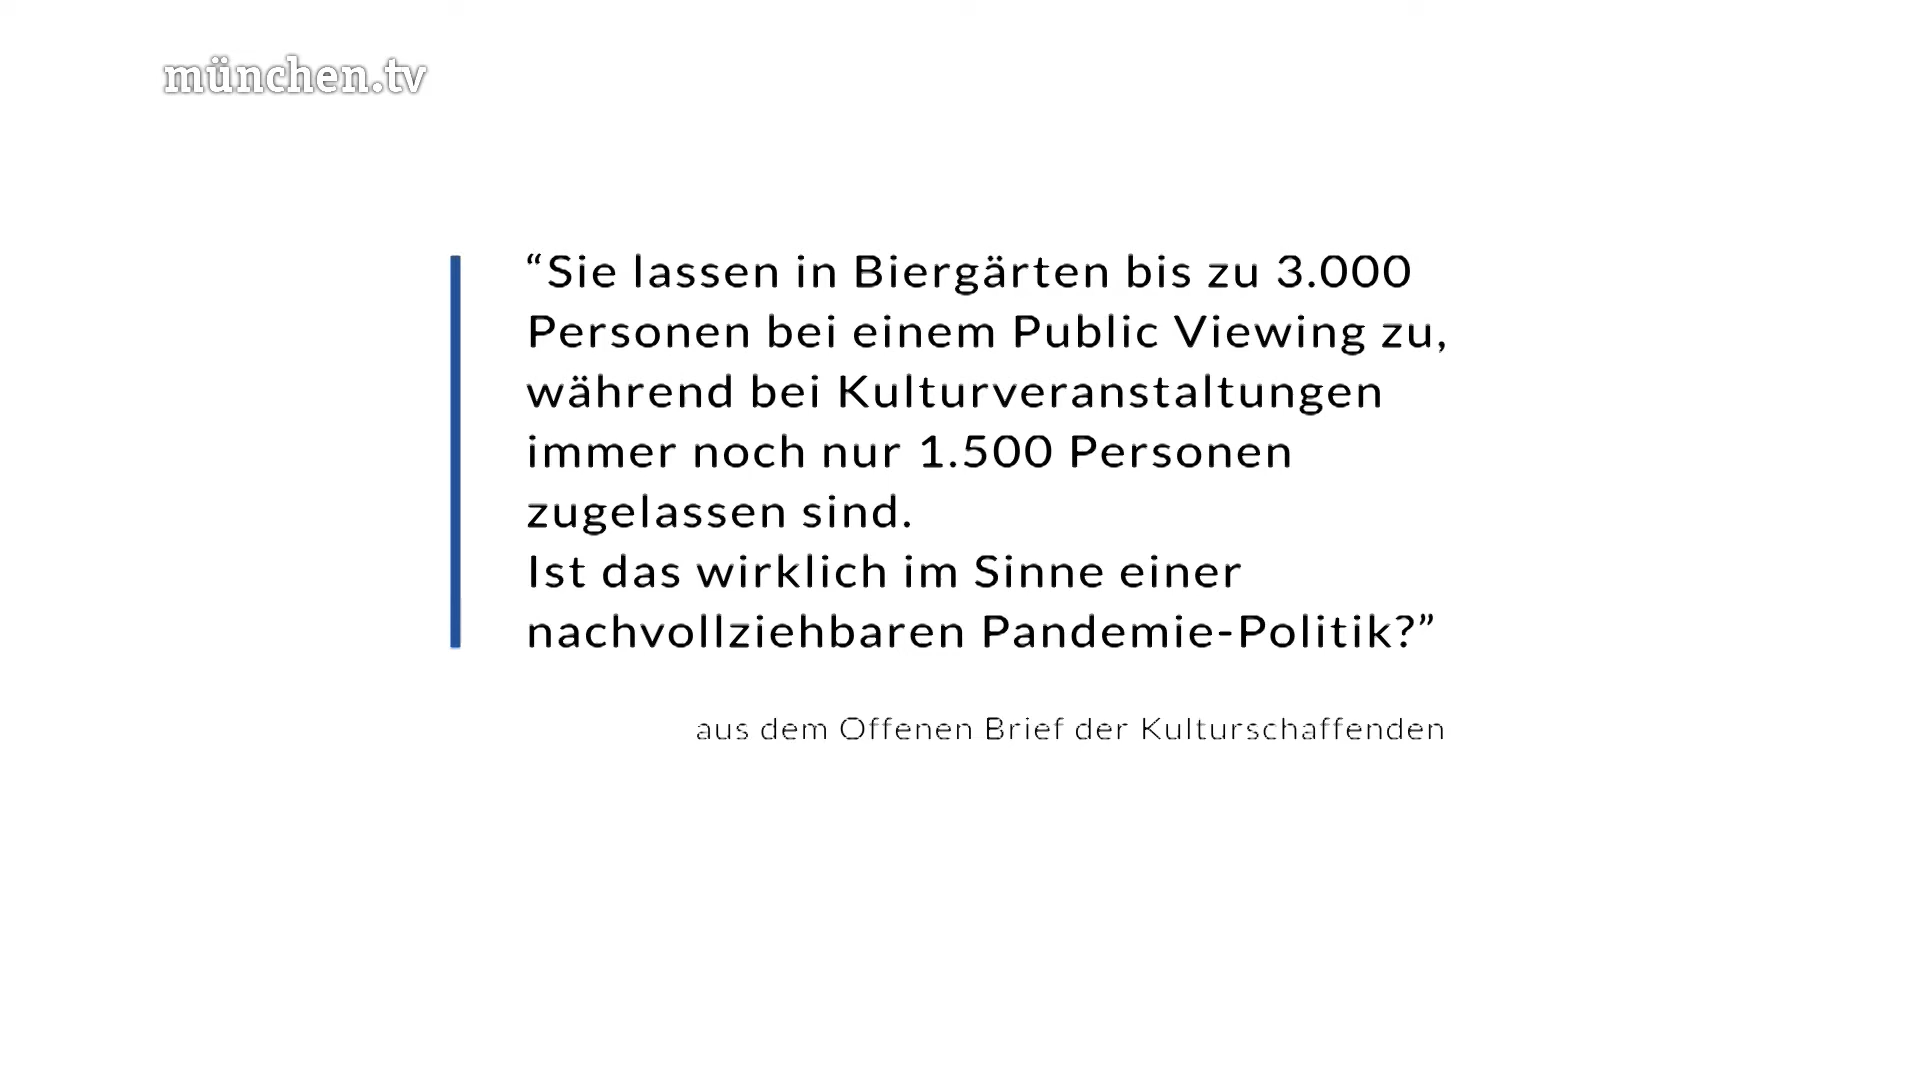 münchen.tv
“Sie lassen in Biergärten bis zu 3.000
Personen bei einem Public Viewing zu,
während bei Kulturveranstaltungen
immer noch nur 1.500 Personen
zugelassen sind.
Ist das wirklich im Sinne einer
nachvollziehbaren Pandemie-Politik?”
aus dem Offenen Brief der Kulturschaffenden